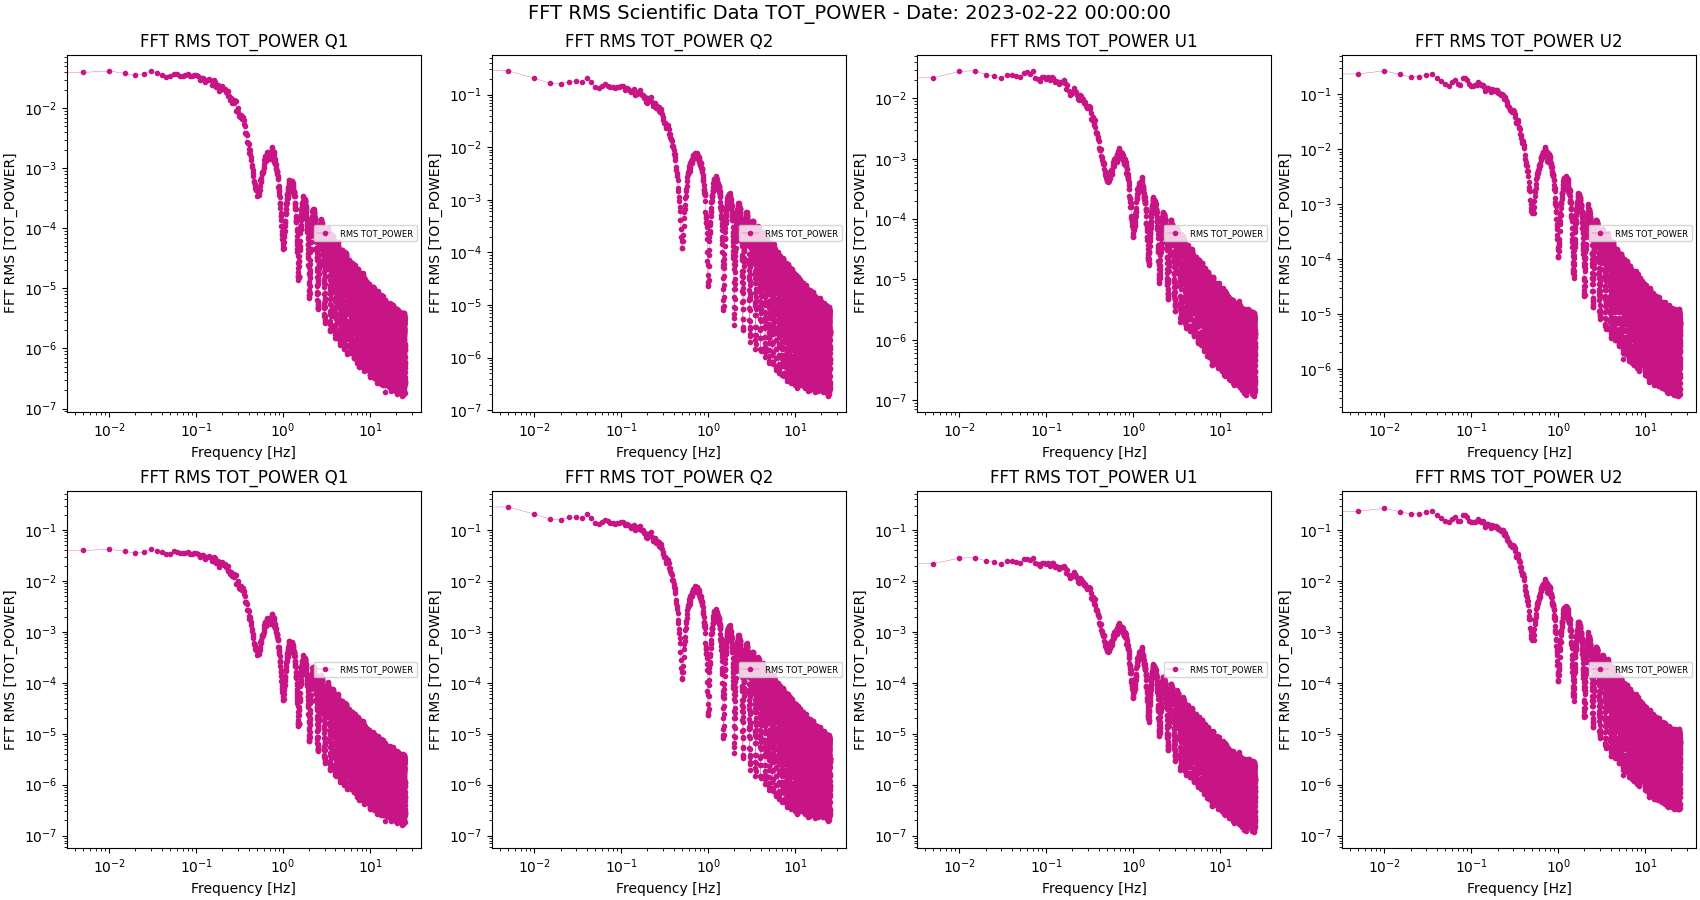 FFT RMS Scientific Data TOT_POWER - Date: 2023-02-22 00:00:00
FFT RMS TOT_POWER Q1
FFT RMS [TOT_POWER]
10⁻²
10⁻³
10⁻⁴
10⁻⁵
10⁻⁶
10⁻⁷
RMS TOT_POWER
10⁻² 10⁻¹ 10⁰ 10¹
Frequency [Hz]
FFT RMS TOT_POWER Q2
FFT RMS [TOT_POWER]
10⁻¹
10⁻²
10⁻³
10⁻⁴
10⁻⁵
10⁻⁶
10⁻⁷
RMS TOT_POWER
10⁻² 10⁻¹ 10⁰ 10¹
Frequency [Hz]
FFT RMS TOT_POWER U1
FFT RMS [TOT_POWER]
10⁻²
10⁻³
10⁻⁴
10⁻⁵
10⁻⁶
10⁻⁷
RMS TOT_POWER
10⁻² 10⁻¹ 10⁰ 10¹
Frequency [Hz]
FFT RMS TOT_POWER U2
FFT RMS [TOT_POWER]
10⁻¹
10⁻²
10⁻³
10⁻⁴
10⁻⁵
10⁻⁶
RMS TOT_POWER
10⁻² 10⁻¹ 10⁰ 10¹
Frequency [Hz]
FFT RMS TOT_POWER Q1
FFT RMS [TOT_POWER]
10⁻¹
10⁻²
10⁻³
10⁻⁴
10⁻⁵
10⁻⁶
10⁻⁷
RMS TOT_POWER
10⁻² 10⁻¹ 10⁰ 10¹
Frequency [Hz]
FFT RMS TOT_POWER Q2
FFT RMS [TOT_POWER]
10⁻¹
10⁻²
10⁻³
10⁻⁴
10⁻⁵
10⁻⁶
10⁻⁷
RMS TOT_POWER
10⁻² 10⁻¹ 10⁰ 10¹
Frequency [Hz]
FFT RMS TOT_POWER U1
FFT RMS [TOT_POWER]
10⁻¹
10⁻²
10⁻³
10⁻⁴
10⁻⁵
10⁻⁶
10⁻⁷
RMS TOT_POWER
10⁻² 10⁻¹ 10⁰ 10¹
Frequency [Hz]
FFT RMS TOT_POWER U2
FFT RMS [TOT_POWER]
10⁻¹
10⁻²
10⁻³
10⁻⁴
10⁻⁵
10⁻⁶
10⁻⁷
RMS TOT_POWER
10⁻² 10⁻¹ 10⁰ 10¹
Frequency [Hz]